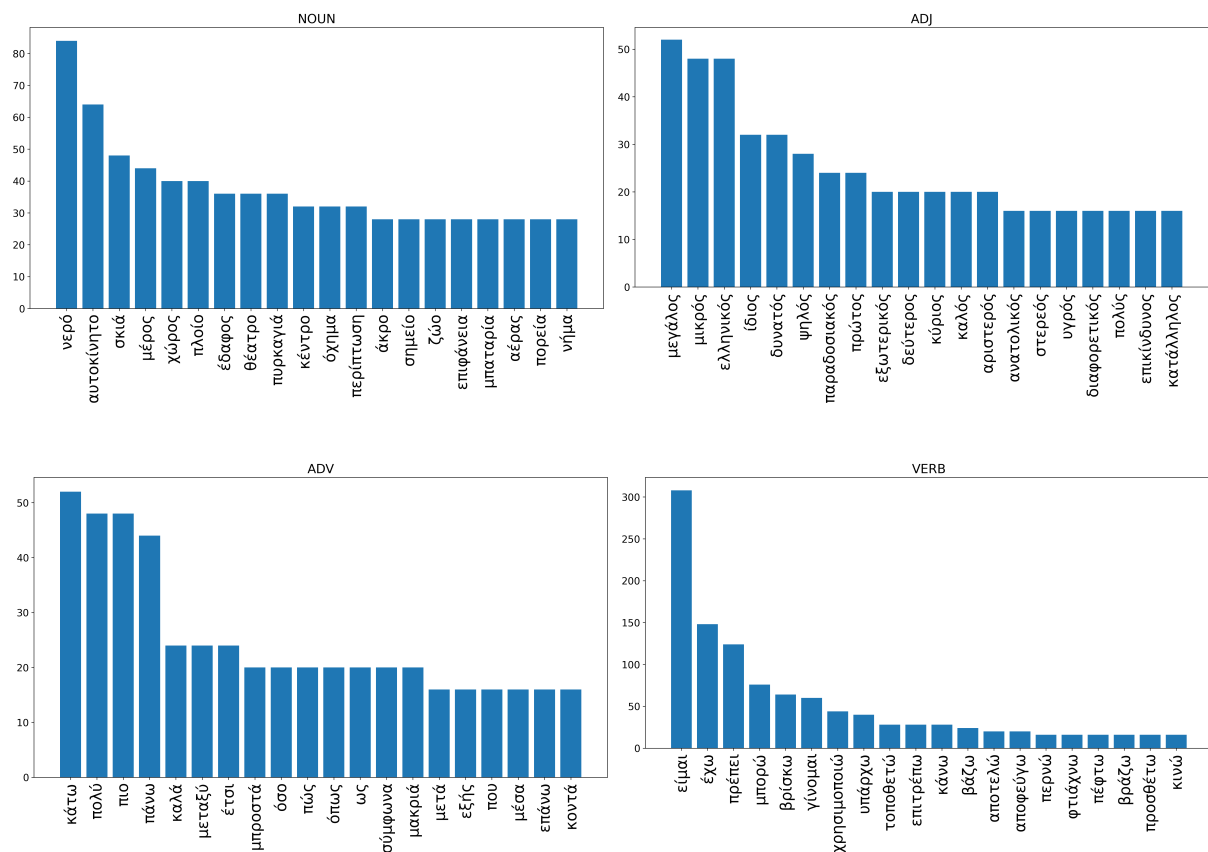 NOUN
80
70
60
50
40
30
20
10
0
νερό
αυτοκίνητο
σκιά
μέρος
χώρος
πλοίο
έδαφος
θέατρο
πυρκαγιά
κέντρο
όχημα
περίπτωση
άκρο
σημείο
ζώο
επιφάνεια
μπαταρία
αέρας
πορεία
νήμα
ADJ
50
40
30
20
10
0
μεγάλος
μικρός
ελληνικός
ίδιος
δυνατός
ψηλός
παραδοσιακός
πρώτος
εξωτερικός
δεύτερος
κύριος
καλός
αριστερός
ανατολικός
στερεός
υγρός
διαφορετικός
πολύς
επικίνδυνος
κατάλληλος
ADV
50
40
30
20
10
0
κάτω
πολύ
πιο
πάνω
καλά
μεταξύ
έτσι
μπροστά
όσο
πώς
όπως
ως
σύμφωνα
μακριά
μετά
εξής
που
μέσα
επάνω
κοντά
VERB
300
250
200
150
100
50
0
είμαι
έχω
πρέπει
μπορώ
βρίσκω
γίνομαι
χρησιμοποιώ
υπάρχω
τοποθετώ
επιτρέπω
κάνω
βάζω
αποτελώ
αποφεύγω
περνώ
φτιάχνω
πέφτω
βράζω
προσθέτω
κινώ